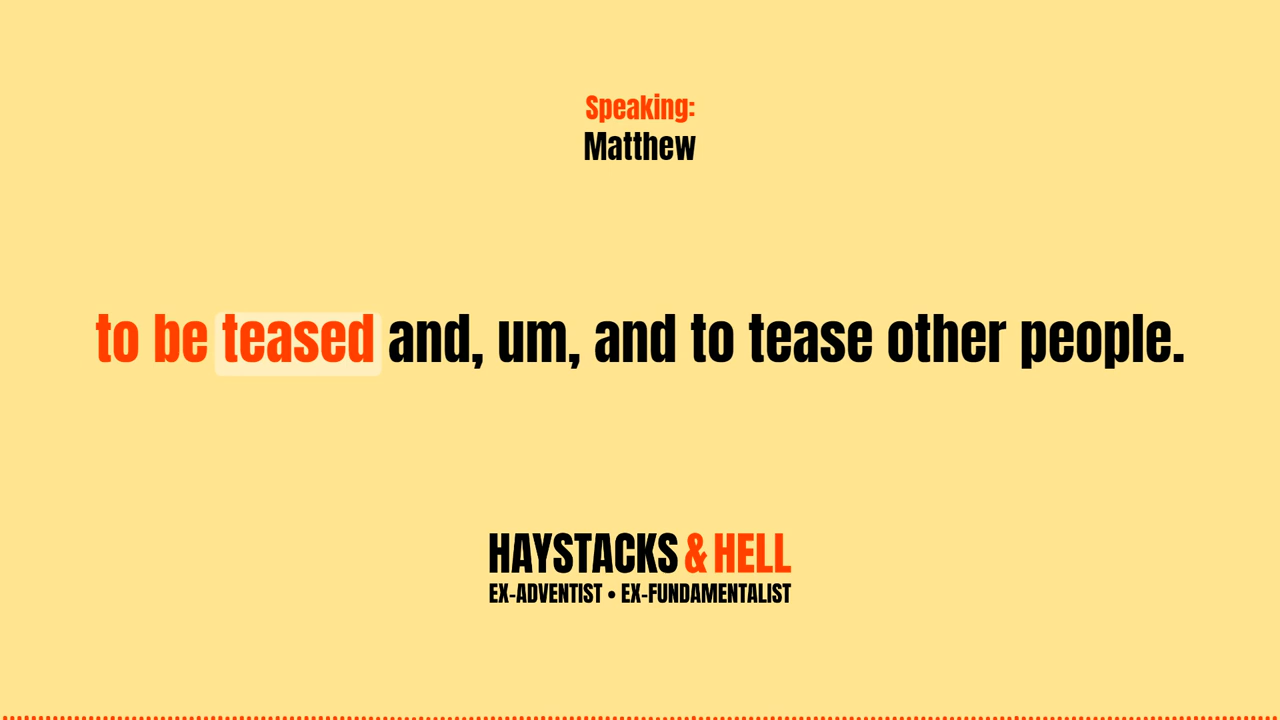 Speaking:
Matthew
to be teased and, um, and to tease other people.
HAYSTACKS & HELL
EX-ADVENTIST • EX-FUNDAMENTALIST